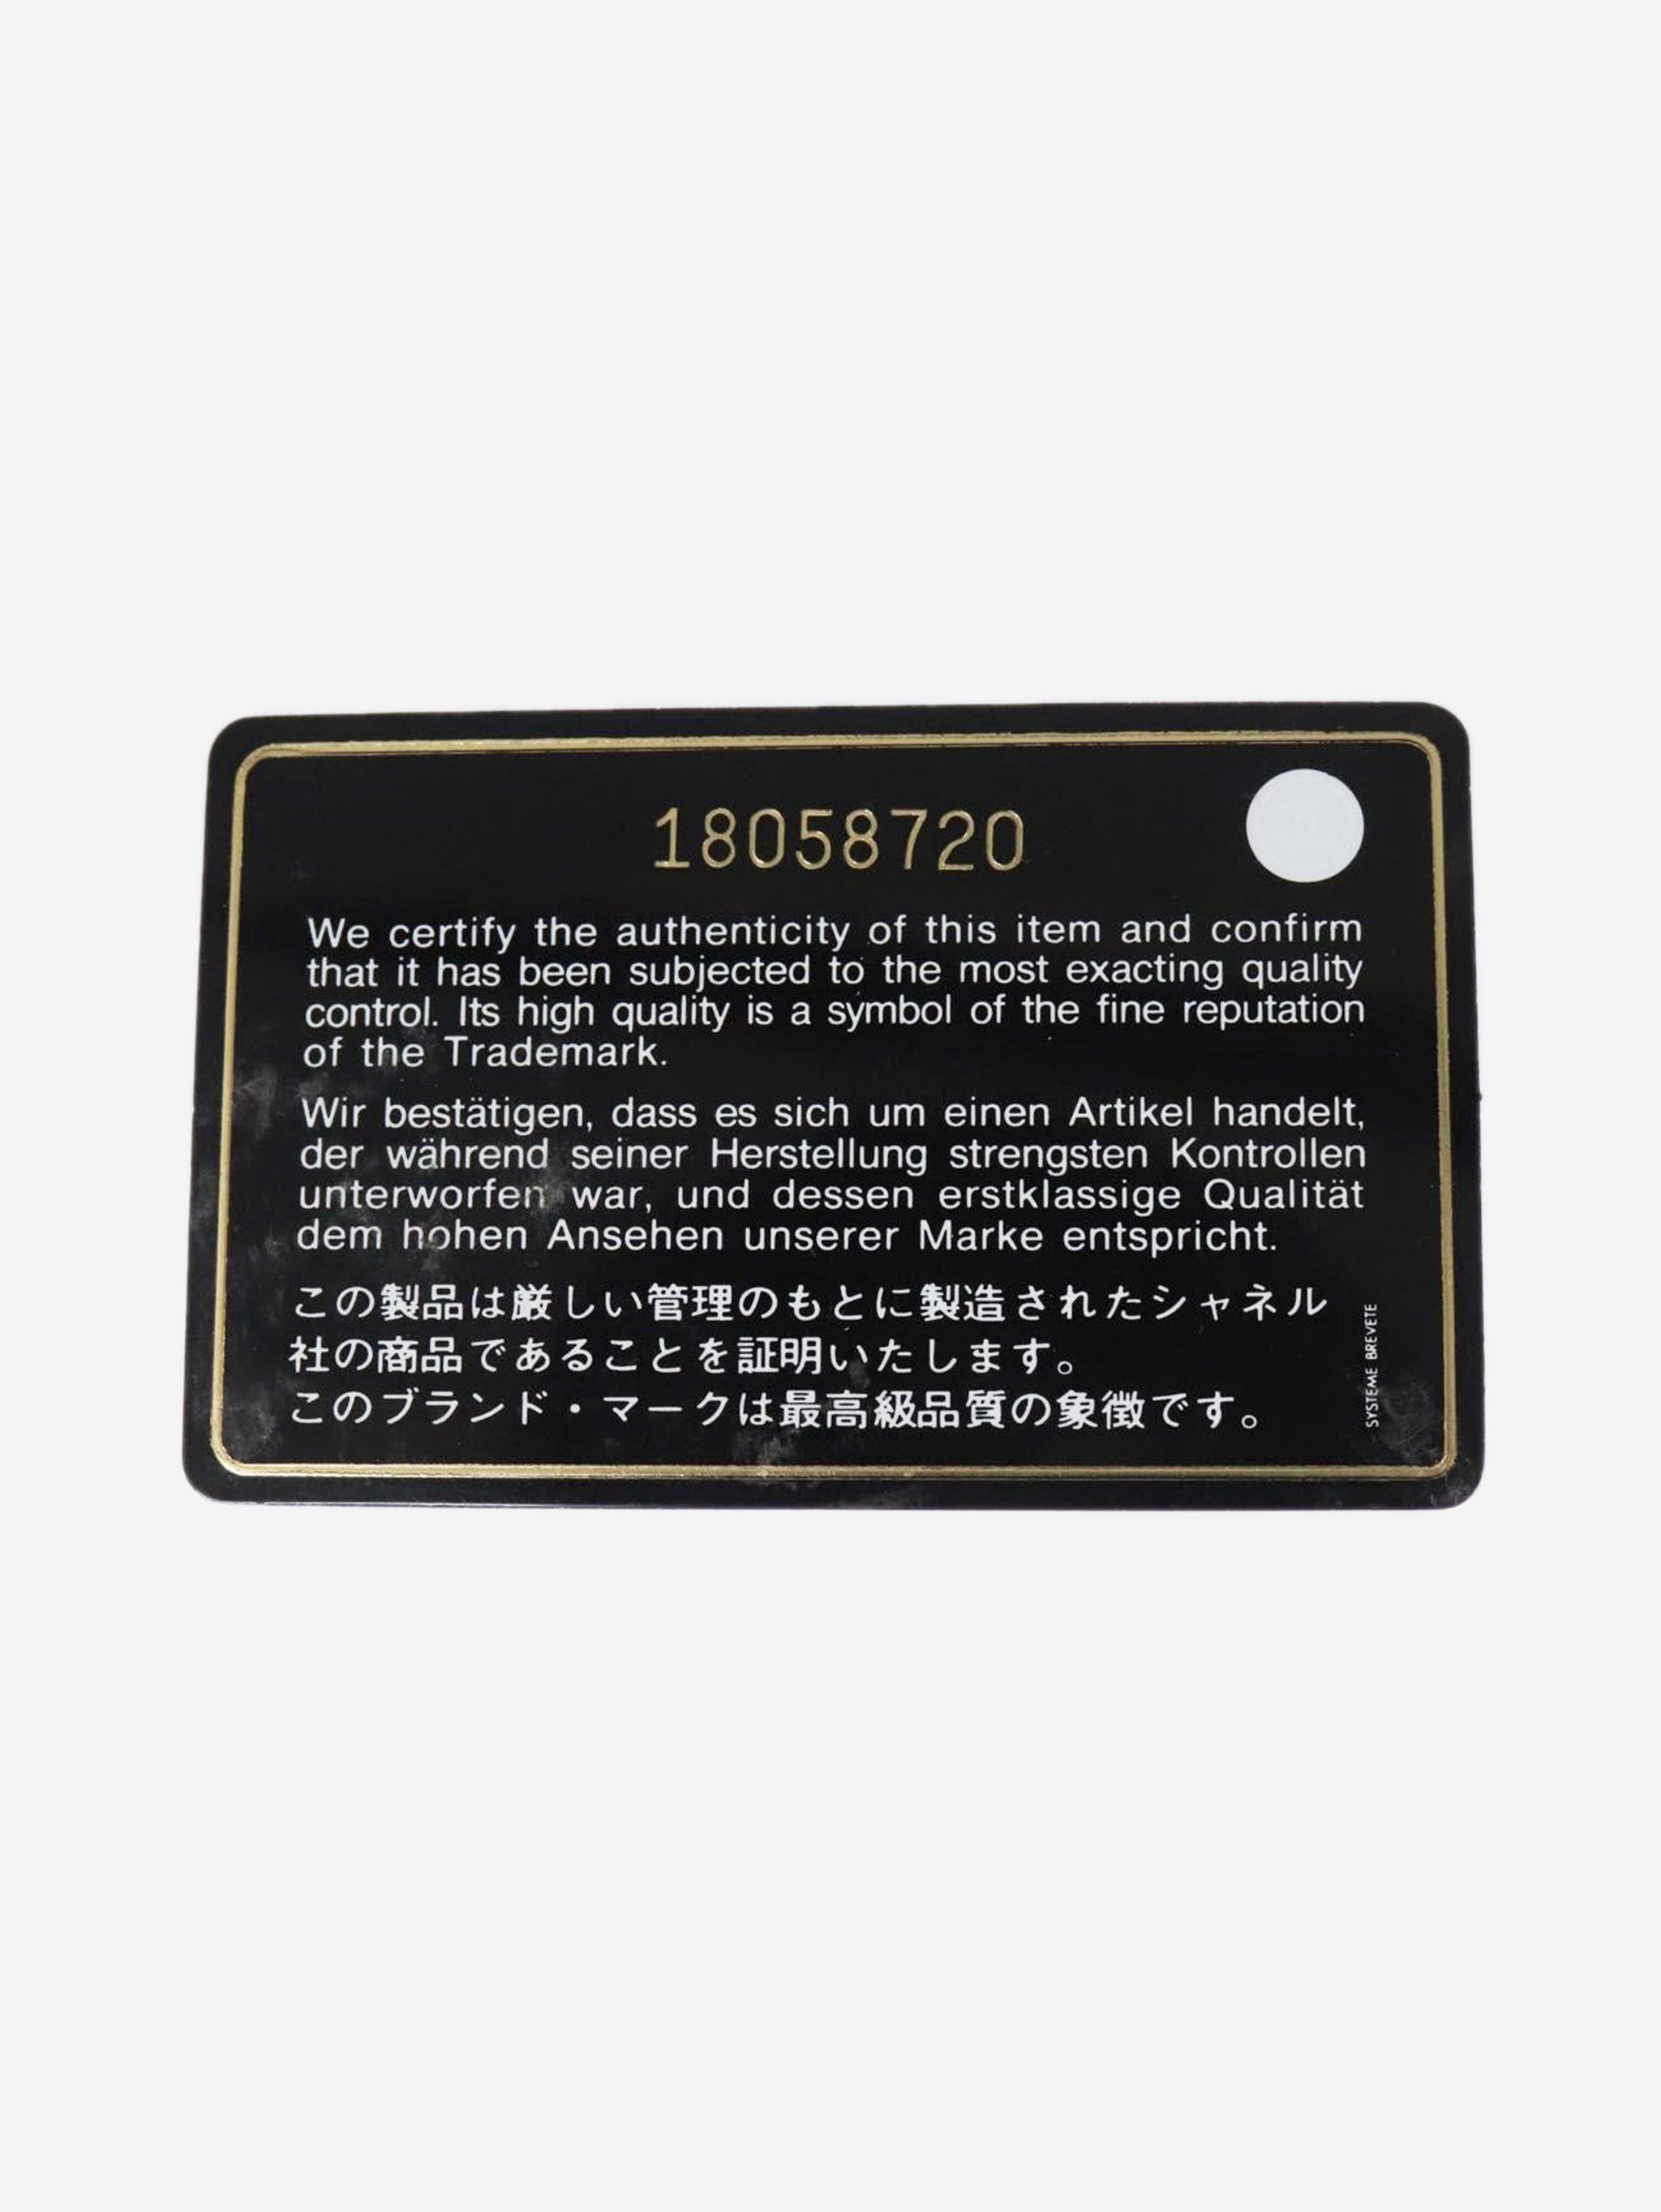 18058720
We certify the authenticity of this item and confirm
that it has been subjected to the most exacting quality
control. Its high quality is a symbol of the fine reputation
of the Trademark.
Wir bestätigen, dass es sich um einen Artikel handelt,
der während seiner Herstellung strengsten Kontrollen
unterworfen war, und dessen erstklassige Qualität
dem hohen Ansehen unserer Marke entspricht.
この製品は厳しい管理のもとに製造されたシャネル
社の商品であることを証明いたします。
このブランド・マークは最高級品質の象徴です。
SYSTEME BREVETE